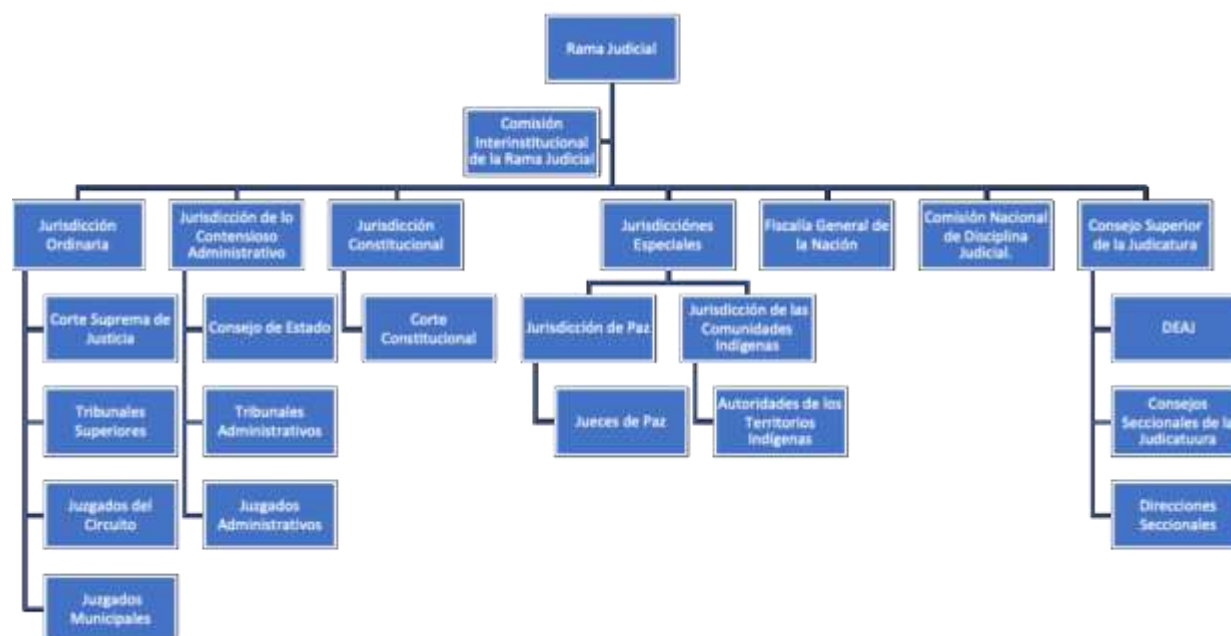 Rama Judicial
Comisión
Interinstitucional
de la Rama Judicial
Jurisdicción
Ordinaria
Jurisdicción de lo
Contensioso
Administrativo
Jurisdicción
Constitucional
Jurisdicciónes
Especiales
Fiscalía General de
la Nación
Comisión Nacional
de Disciplina
Judicial.
Consejo Superior
de la Judicatura
Corte Suprema de
Justicia
Consejo de Estado
Corte
Constitucional
Jurisdicción de Paz
Jurisdicción de las
Comunidades
Indígenas
DEAJ
Tribunales
Superiores
Tribunales
Administrativos
Jueces de Paz
Autoridades de los
Territorios
Indígenas
Consejos
Seccionales de la
Judicatuura
Juzgados del
Circuito
Juzgados
Administrativos
Direcciones
Seccionales
Juzgados
Municipales